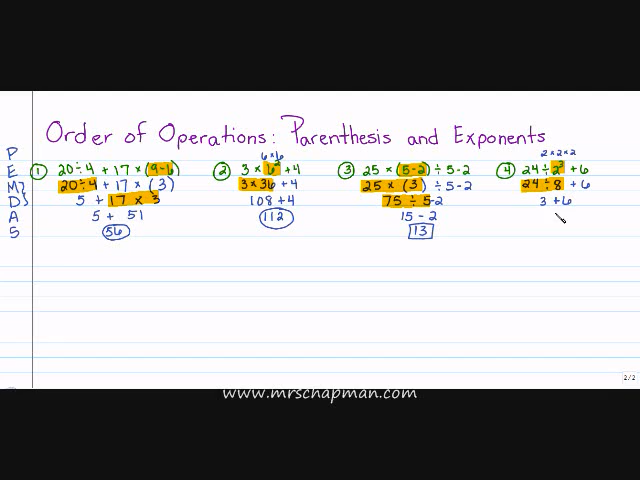 Order of Operations: Parenthesis and Exponents
P
E
M }
D }
A
S
① 20÷4 + 17 × (9-6)
20÷4 + 17 × (3)
5 + 17 × 3
5 + 51
56
6×6
② 3 × 6² + 4
3 × 36 + 4
108 + 4
112
③ 25 × (5-2) ÷ 5 - 2
25 × (3) ÷ 5 - 2
75 ÷ 5 - 2
15 - 2
13
2 × 2 × 2
④ 24 ÷ 2³ + 6
24 ÷ 8 + 6
3 + 6
2/2
www.mrschapman.com